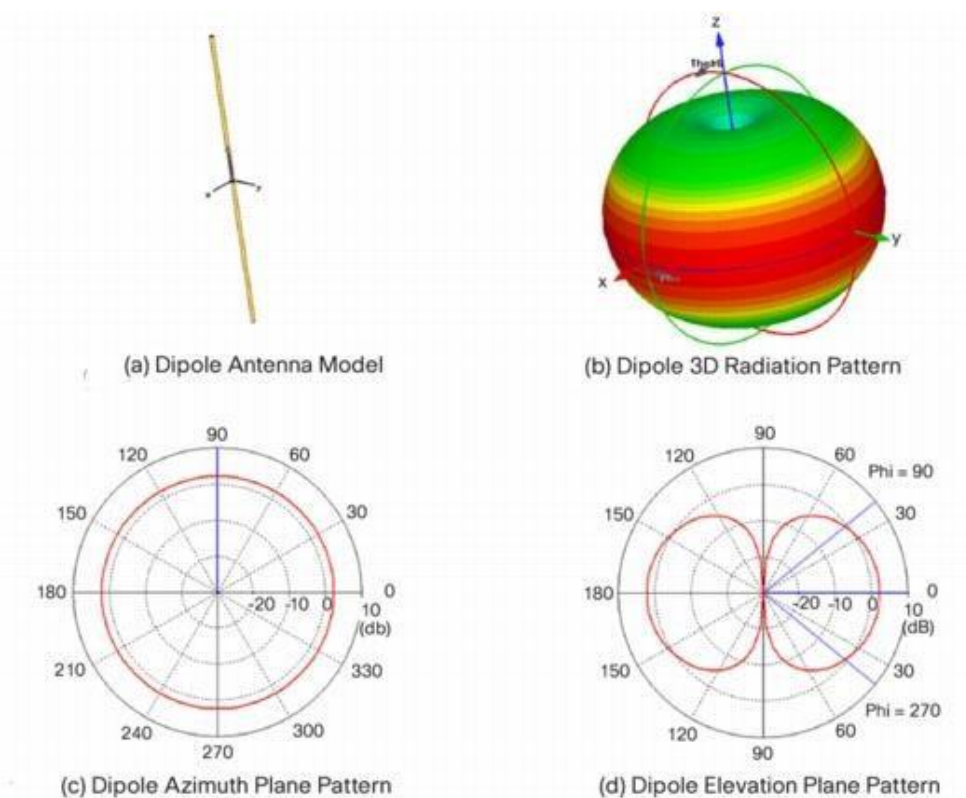 z
Theta
x
y
y
x
Phi
(a) Dipole Antenna Model
(b) Dipole 3D Radiation Pattern
90
120
60
150
30
180
0
-20 -10 0 10
(db)
210
330
240
300
270
90
120
60
Phi = 90
150
30
180
0
-20 -10 0 10
(dB)
150
30
Phi = 270
120
60
90
(c) Dipole Azimuth Plane Pattern
(d) Dipole Elevation Plane Pattern